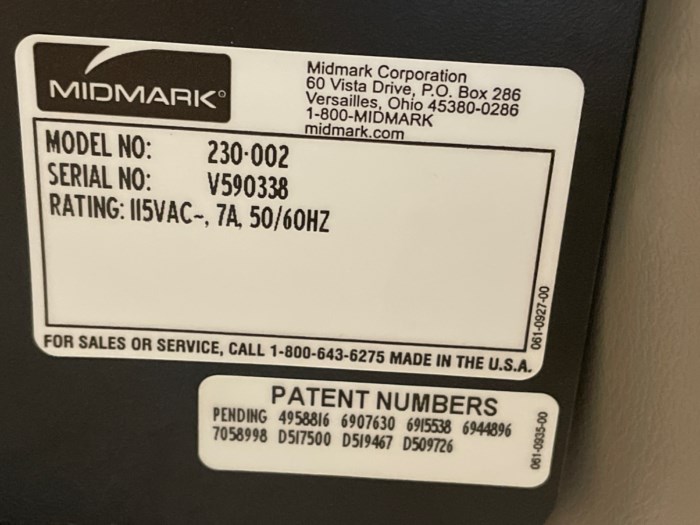 MIDMARK
Midmark Corporation
60 Vista Drive, P.O. Box 286
Versailles, Ohio 45380-0286
1-800-MIDMARK
midmark.com
MODEL NO: 230-002
SERIAL NO: V590338
RATING: 115VAC~, 7A, 50/60HZ
061-0927-00
FOR SALES OR SERVICE, CALL 1-800-643-6275 MADE IN THE U.S.A.
PATENT NUMBERS
PENDING 4958816 6907630 6915538 6944896
7058998 D517500 D519467 D509726
061-0935-00